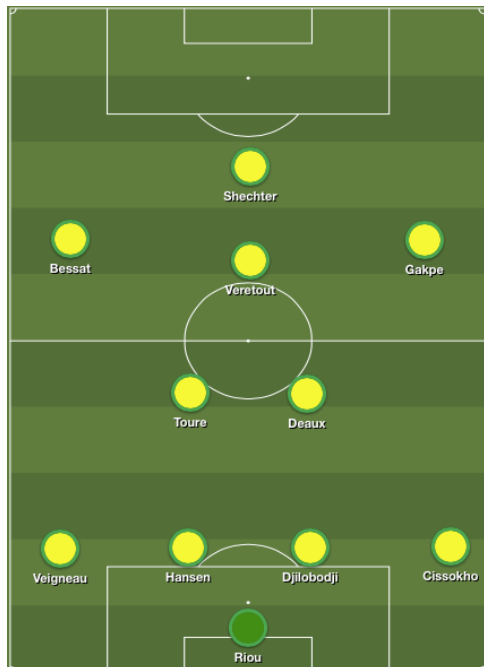 Shechter
Bessat
Veretout
Gakpe
Toure
Deaux
Veigneau
Hansen
Djilobodji
Cissokho
Riou